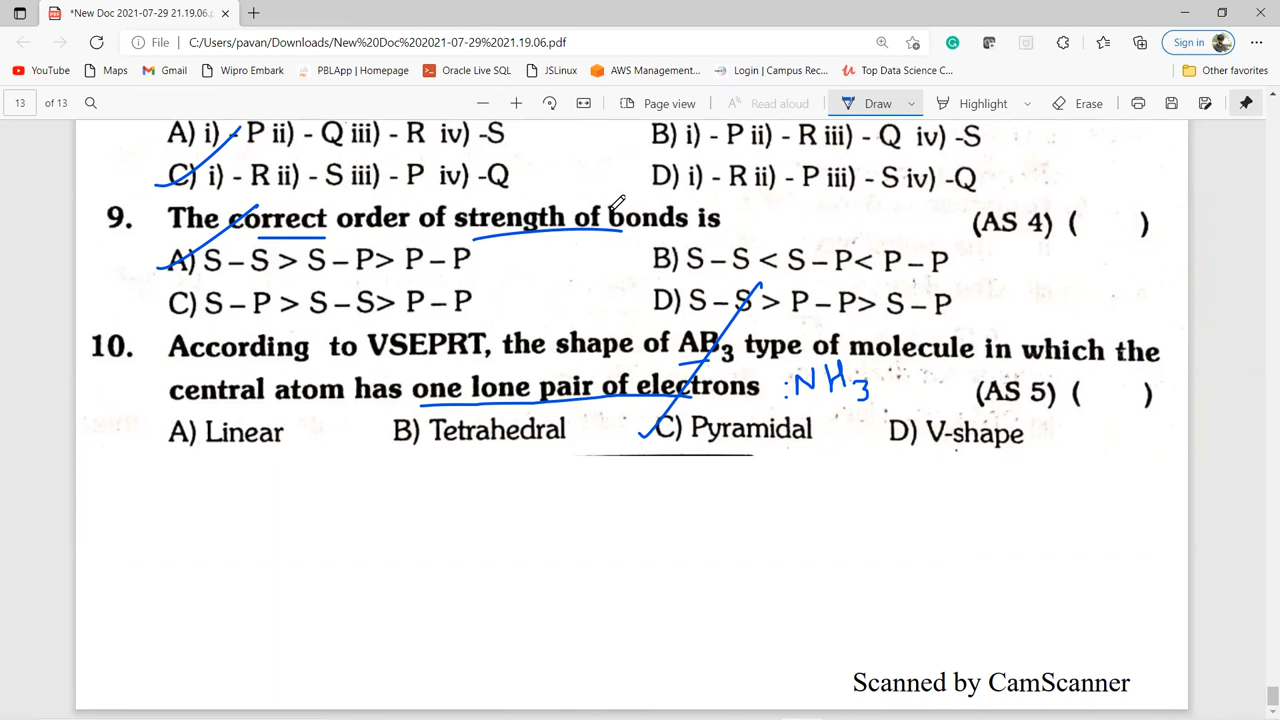 *New Doc 2021-07-29 21.19.06.p
File
C:/Users/pavan/Downloads/New%20Doc%202021-07-29%2021.19.06.pdf
Sign in
YouTube Maps Gmail Wipro Embark PBLApp | Homepage Oracle Live SQL JSLinux AWS Management... Login | Campus Rec... Top Data Science C... Other favorites
13 of 13 Page view Read aloud Draw Highlight Erase
A) i) - P ii) - Q iii) - R iv) -S B) i) - P ii) - R iii) - Q iv) -S
C) i) - R ii) - S iii) - P iv) -Q D) i) - R ii) - P iii) - S iv) -Q
9. The correct order of strength of bonds is (AS 4) ( )
A) S – S > S – P> P – P B) S – S < S – P< P – P
C) S – P > S – S> P – P D) S – S > P – P> S – P
10. According to VSEPRT, the shape of AB3 type of molecule in which the
central atom has one lone pair of electrons :NH3 (AS 5) ( )
A) Linear B) Tetrahedral C) Pyramidal D) V-shape
Scanned by CamScanner